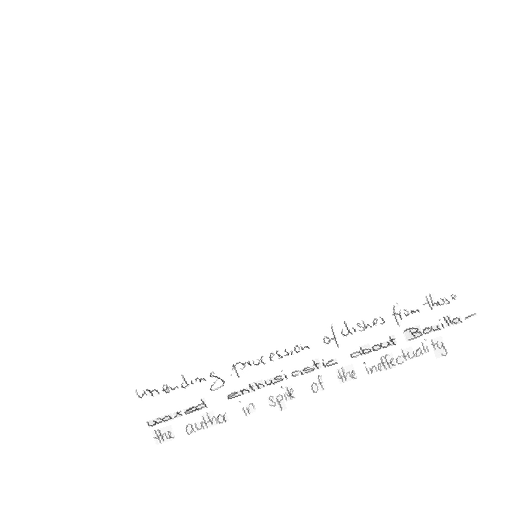 unending procession of dishes from those
waxed enthusiastic about Bouilla-
the author in spite of the ineffectuality